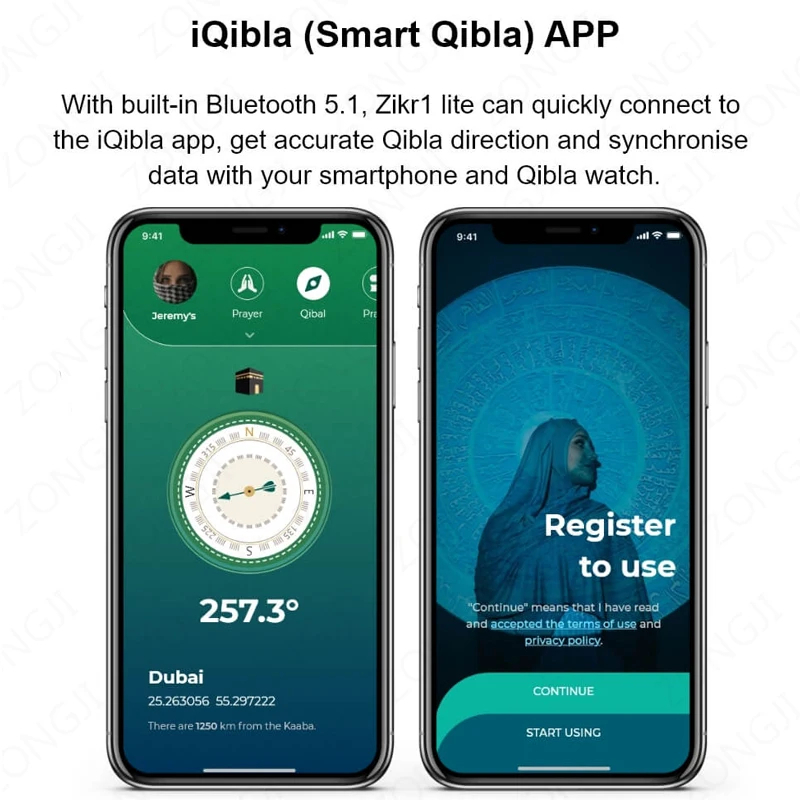 iQibla (Smart Qibla) APP
With built-in Bluetooth 5.1, Zikr1 lite can quickly connect to
the iQibla app, get accurate Qibla direction and synchronise
data with your smartphone and Qibla watch.
9:41
Jeremy's
Prayer
Qibal
Pra
N
45
E
135
S
225
W
315
257.3°
Dubai
25.263056 55.297222
There are 1250 km from the Kaaba.
9:41
Register
to use
"Continue" means that I have read
and accepted the terms of use and
privacy policy.
CONTINUE
START USING
ZONGJI